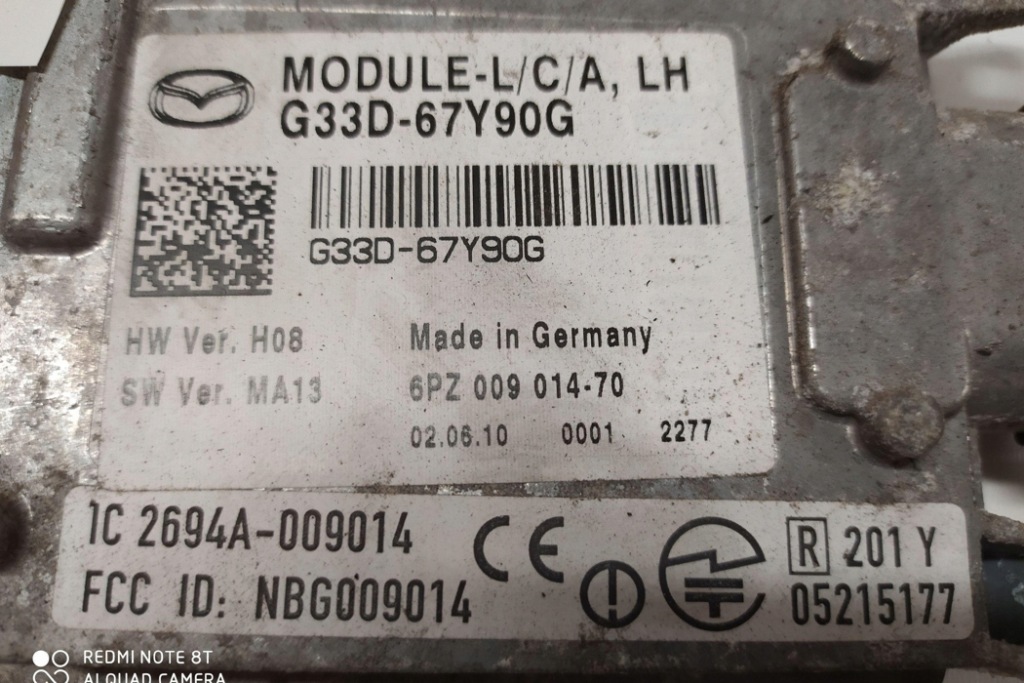 MODULE-L/C/A, LH
G33D-67Y90G
G33D-67Y90G
HW Ver. H08
Made in Germany
SW Ver. MA13
6PZ 009 014-70
02.06.10 0001 2277
IC 2694A-009014
CE
R 201 Y
FCC ID: NBG009014
05215177
REDMI NOTE 8T
AI QUAD CAMERA